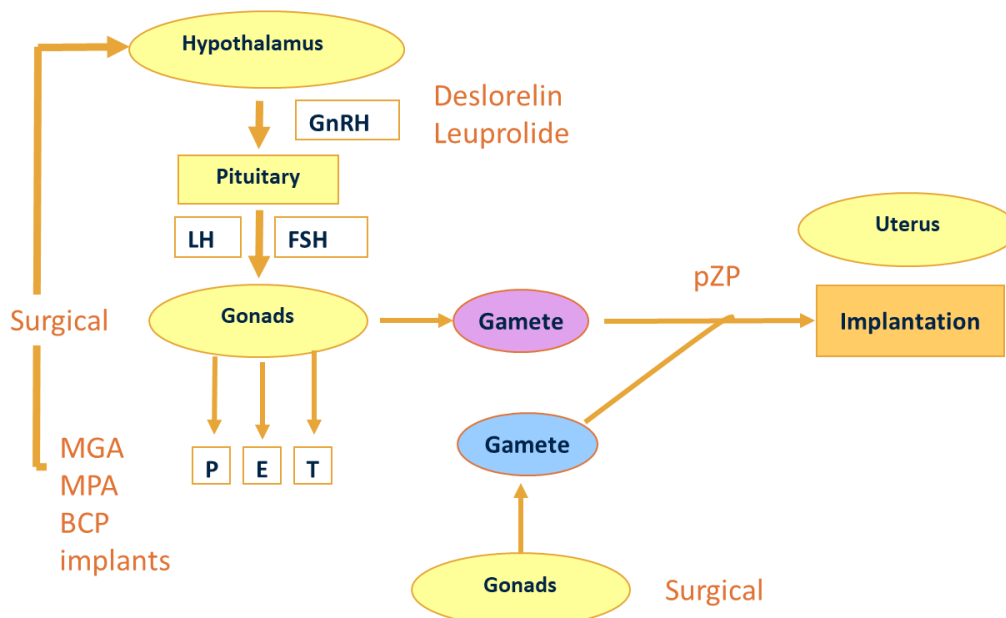 Hypothalamus
GnRH
Deslorelin
Leuprolide
Pituitary
LH
FSH
Uterus
pZP
Surgical
Gonads
Gamete
Implantation
Gamete
P
E
T
MGA
MPA
BCP
implants
Gonads
Surgical